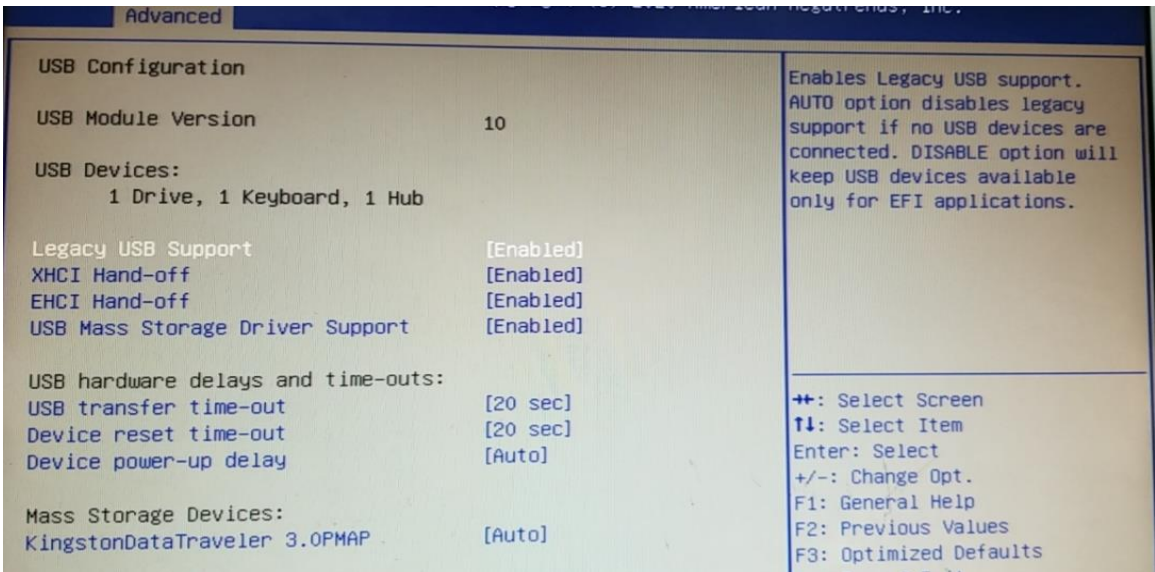 Advanced
American Megatrends, Inc.
USB Configuration
USB Module Version 10
USB Devices:
1 Drive, 1 Keyboard, 1 Hub
Legacy USB Support [Enabled]
XHCI Hand-off [Enabled]
EHCI Hand-off [Enabled]
USB Mass Storage Driver Support [Enabled]
USB hardware delays and time-outs:
USB transfer time-out [20 sec]
Device reset time-out [20 sec]
Device power-up delay [Auto]
Mass Storage Devices:
KingstonDataTraveler 3.0PMAP [Auto]
Enables Legacy USB support.
AUTO option disables legacy
support if no USB devices are
connected. DISABLE option will
keep USB devices available
only for EFI applications.
→←: Select Screen
↑↓: Select Item
Enter: Select
+/-: Change Opt.
F1: General Help
F2: Previous Values
F3: Optimized Defaults